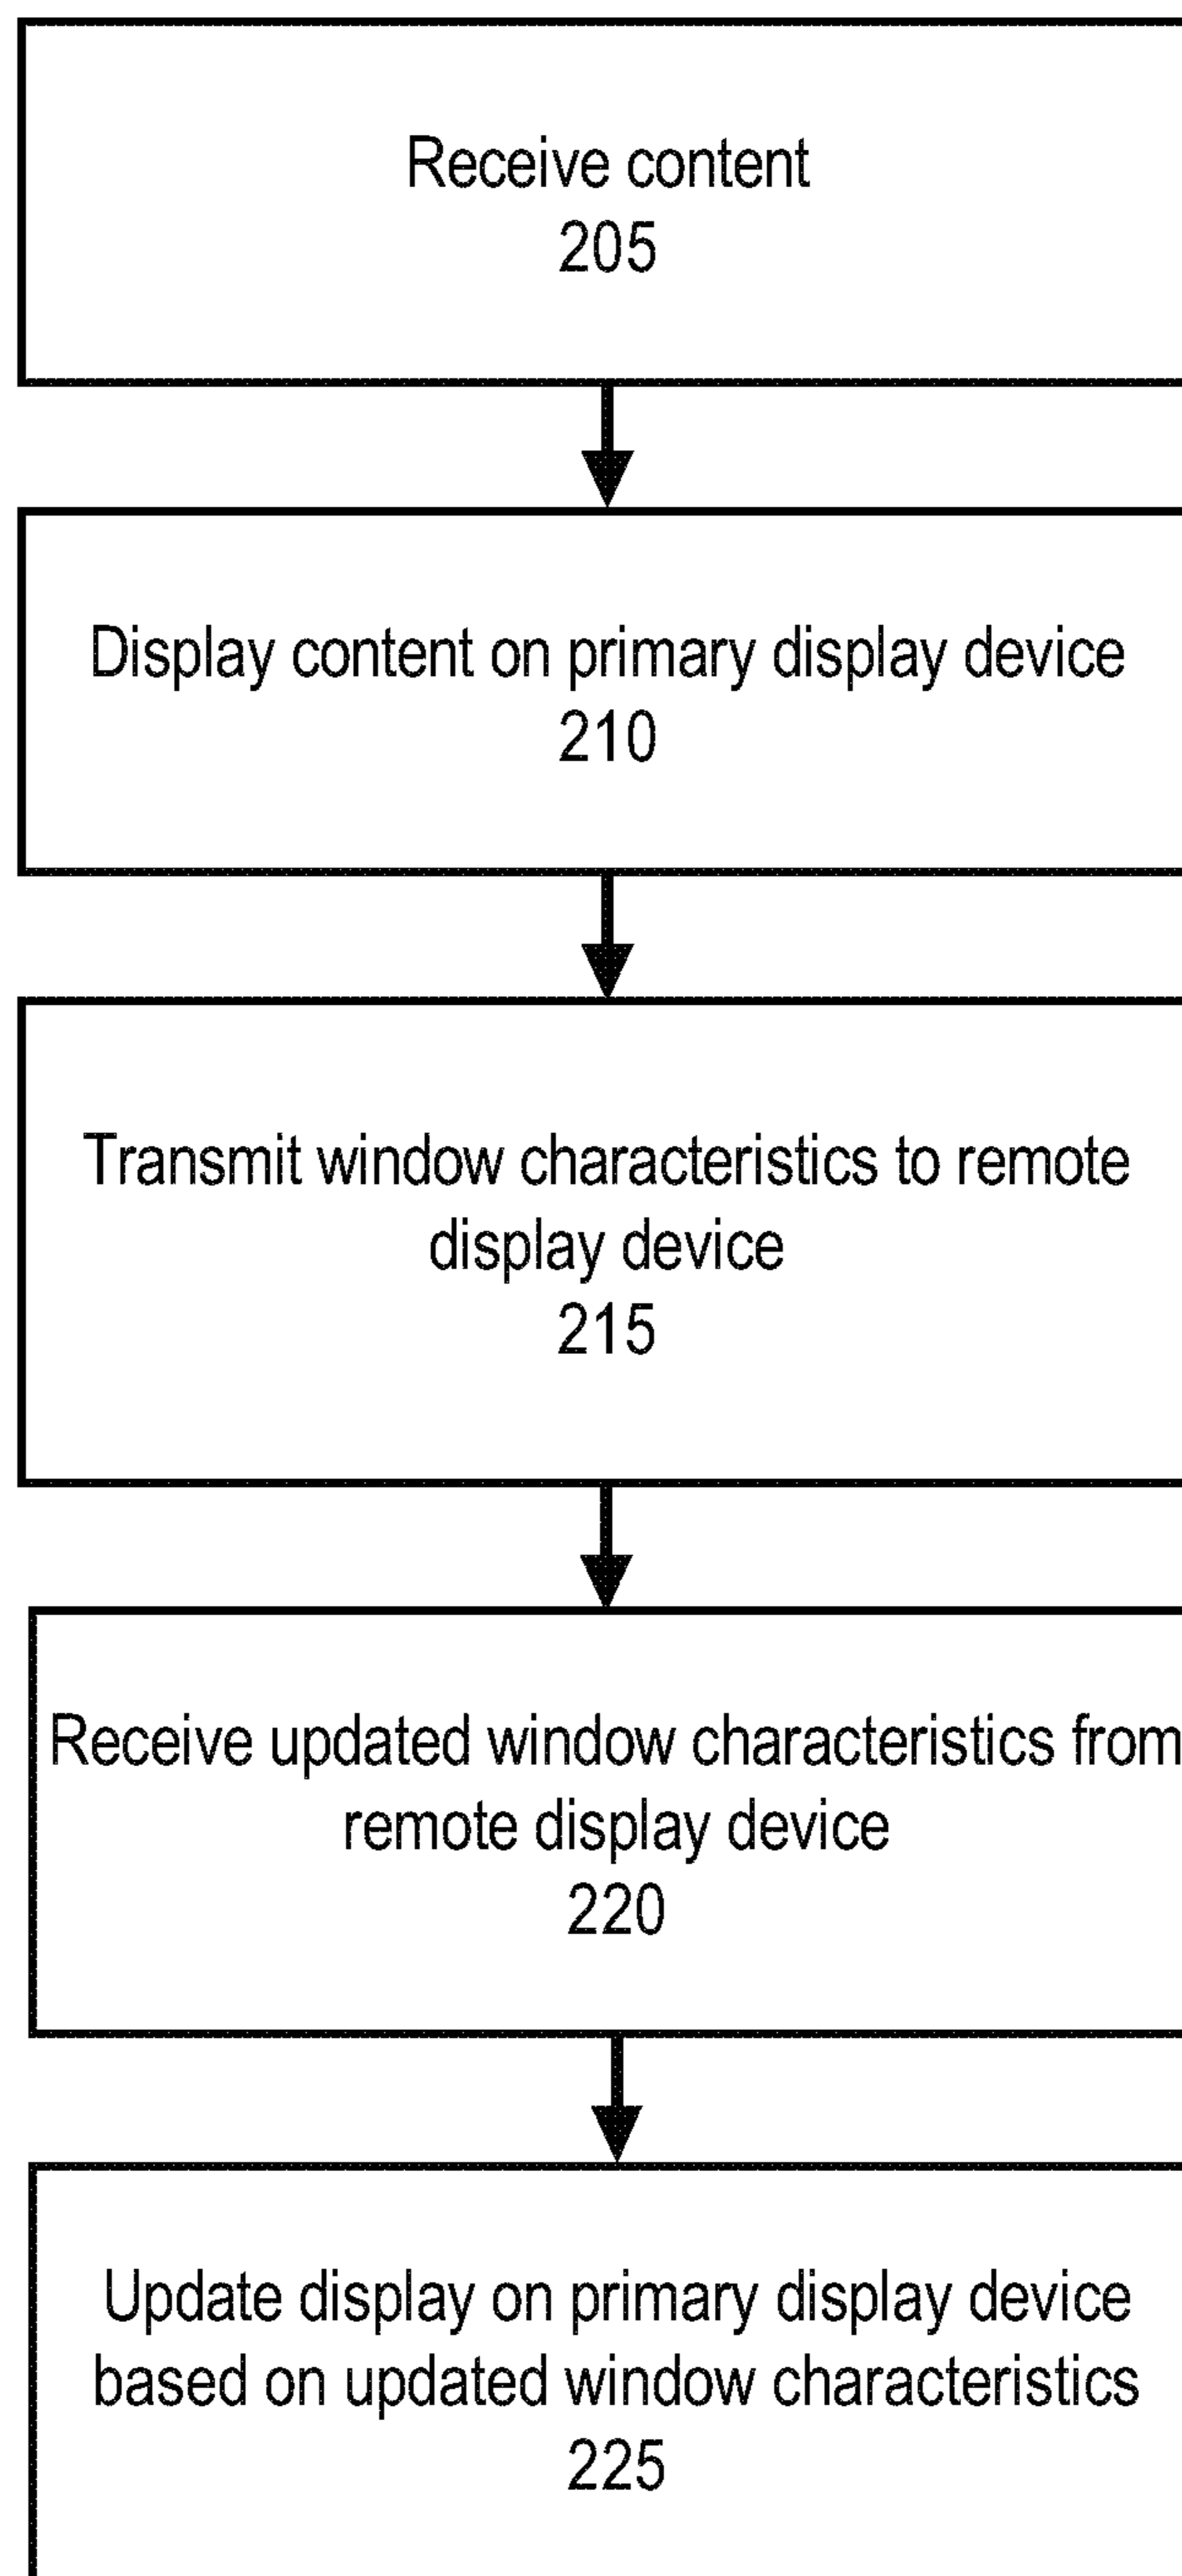 Receive content
205
Display content on primary display device
210
Transmit window characteristics to remote
display device
215
Receive updated window characteristics from
remote display device
220
Update display on primary display device
based on updated window characteristics
225